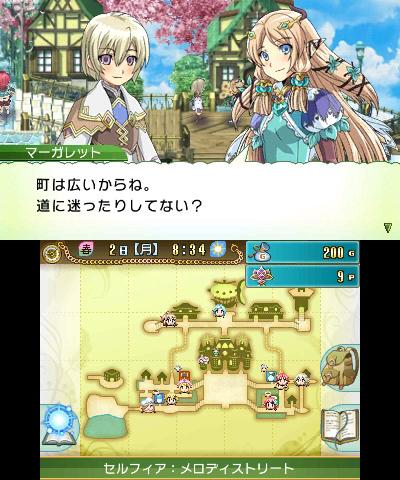 マーガレット
町は広いからね。
道に迷ったりしてない？
春 2日【月】 8:34
200 G
G
9 P
セルフィア：メロディストリート